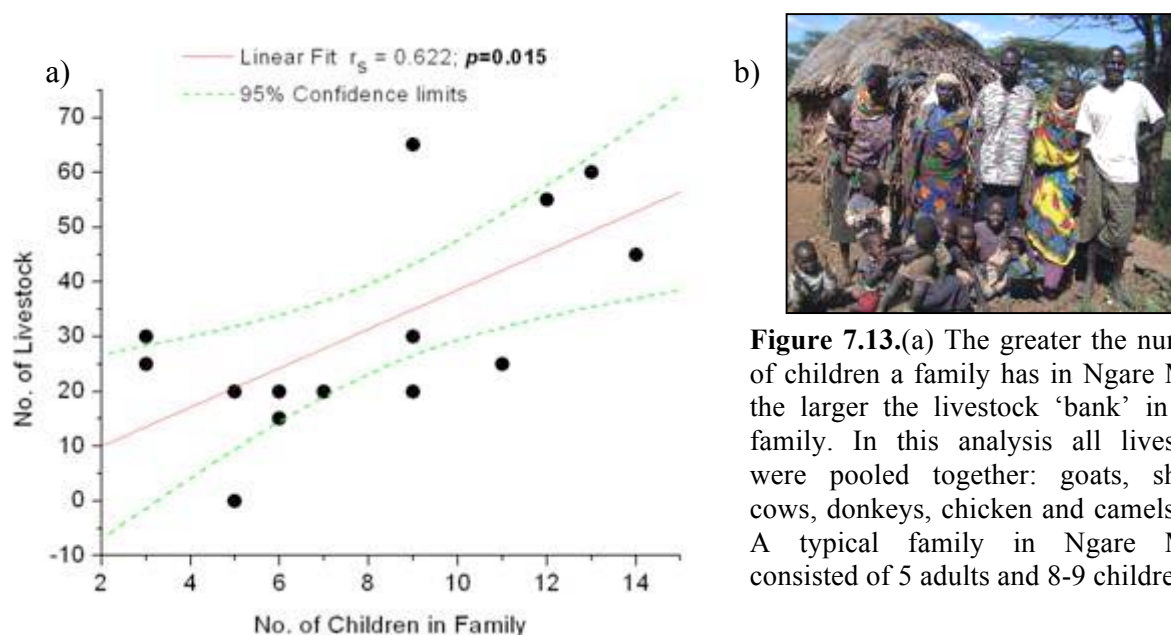 Linear Fit r_s = 0.622; p=0.015
95% Confidence limits
a)
b)
No. of Livestock
70
60
50
40
30
20
10
0
-10
2
4
6
8
10
12
14
No. of Children in Family
Figure 7.13.(a) The greater the
of children a family has in Ngare
the larger the livestock ‘bank’ in
family. In this analysis all
were pooled together: goats,
cows, donkeys, chicken and camels
A typical family in Ngare
consisted of 5 adults and 8-9